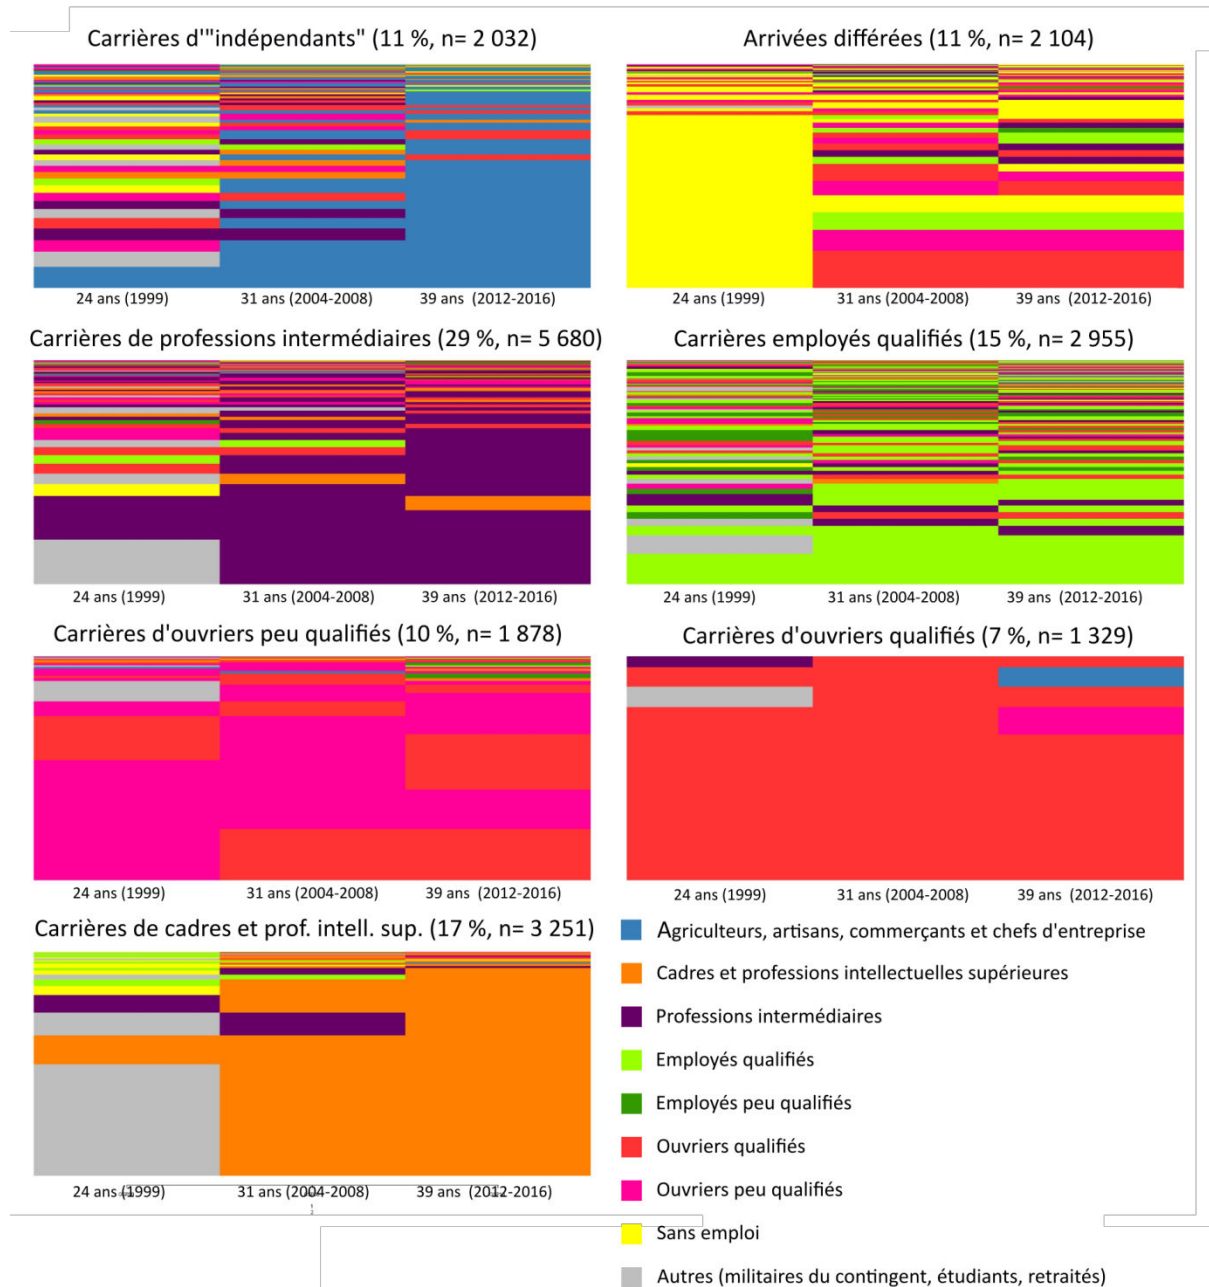 Carrières d'"indépendants" (11 %, n= 2 032)
Arrivées différées (11 %, n= 2 104)
24 ans (1999) 31 ans (2004-2008) 39 ans (2012-2016)
24 ans (1999) 31 ans (2004-2008) 39 ans (2012-2016)
Carrières de professions intermédiaires (29 %, n= 5 680)
Carrières employés qualifiés (15 %, n= 2 955)
24 ans (1999) 31 ans (2004-2008) 39 ans (2012-2016)
24 ans (1999) 31 ans (2004-2008) 39 ans (2012-2016)
Carrières d'ouvriers peu qualifiés (10 %, n= 1 878)
Carrières d'ouvriers qualifiés (7 %, n= 1 329)
24 ans (1999) 31 ans (2004-2008) 39 ans (2012-2016)
24 ans (1999) 31 ans (2004-2008) 39 ans (2012-2016)
Carrières de cadres et prof. intell. sup. (17 %, n= 3 251)
24 ans (1999) 31 ans (2004-2008) 39 ans (2012-2016)
Agriculteurs, artisans, commerçants et chefs d'entreprise
Cadres et professions intellectuelles supérieures
Professions intermédiaires
Employés qualifiés
Employés peu qualifiés
Ouvriers qualifiés
Ouvriers peu qualifiés
Sans emploi
Autres (militaires du contingent, étudiants, retraités)